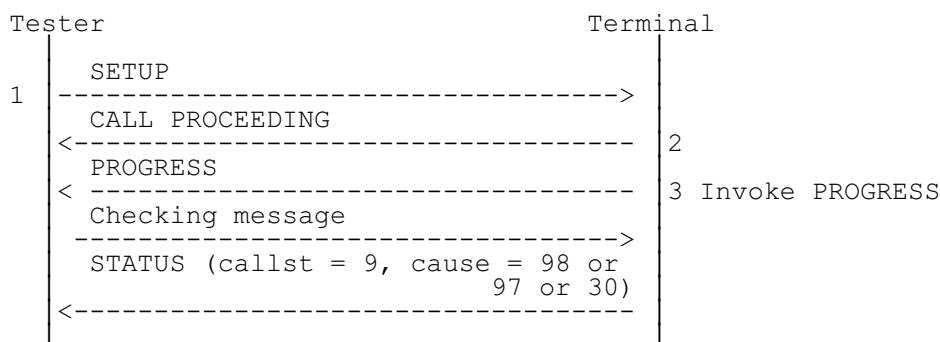 Tester Terminal
SETUP
1
CALL PROCEEDING
2
PROGRESS
3 Invoke PROGRESS
Checking message
STATUS (callst = 9, cause = 98 or
97 or 30)